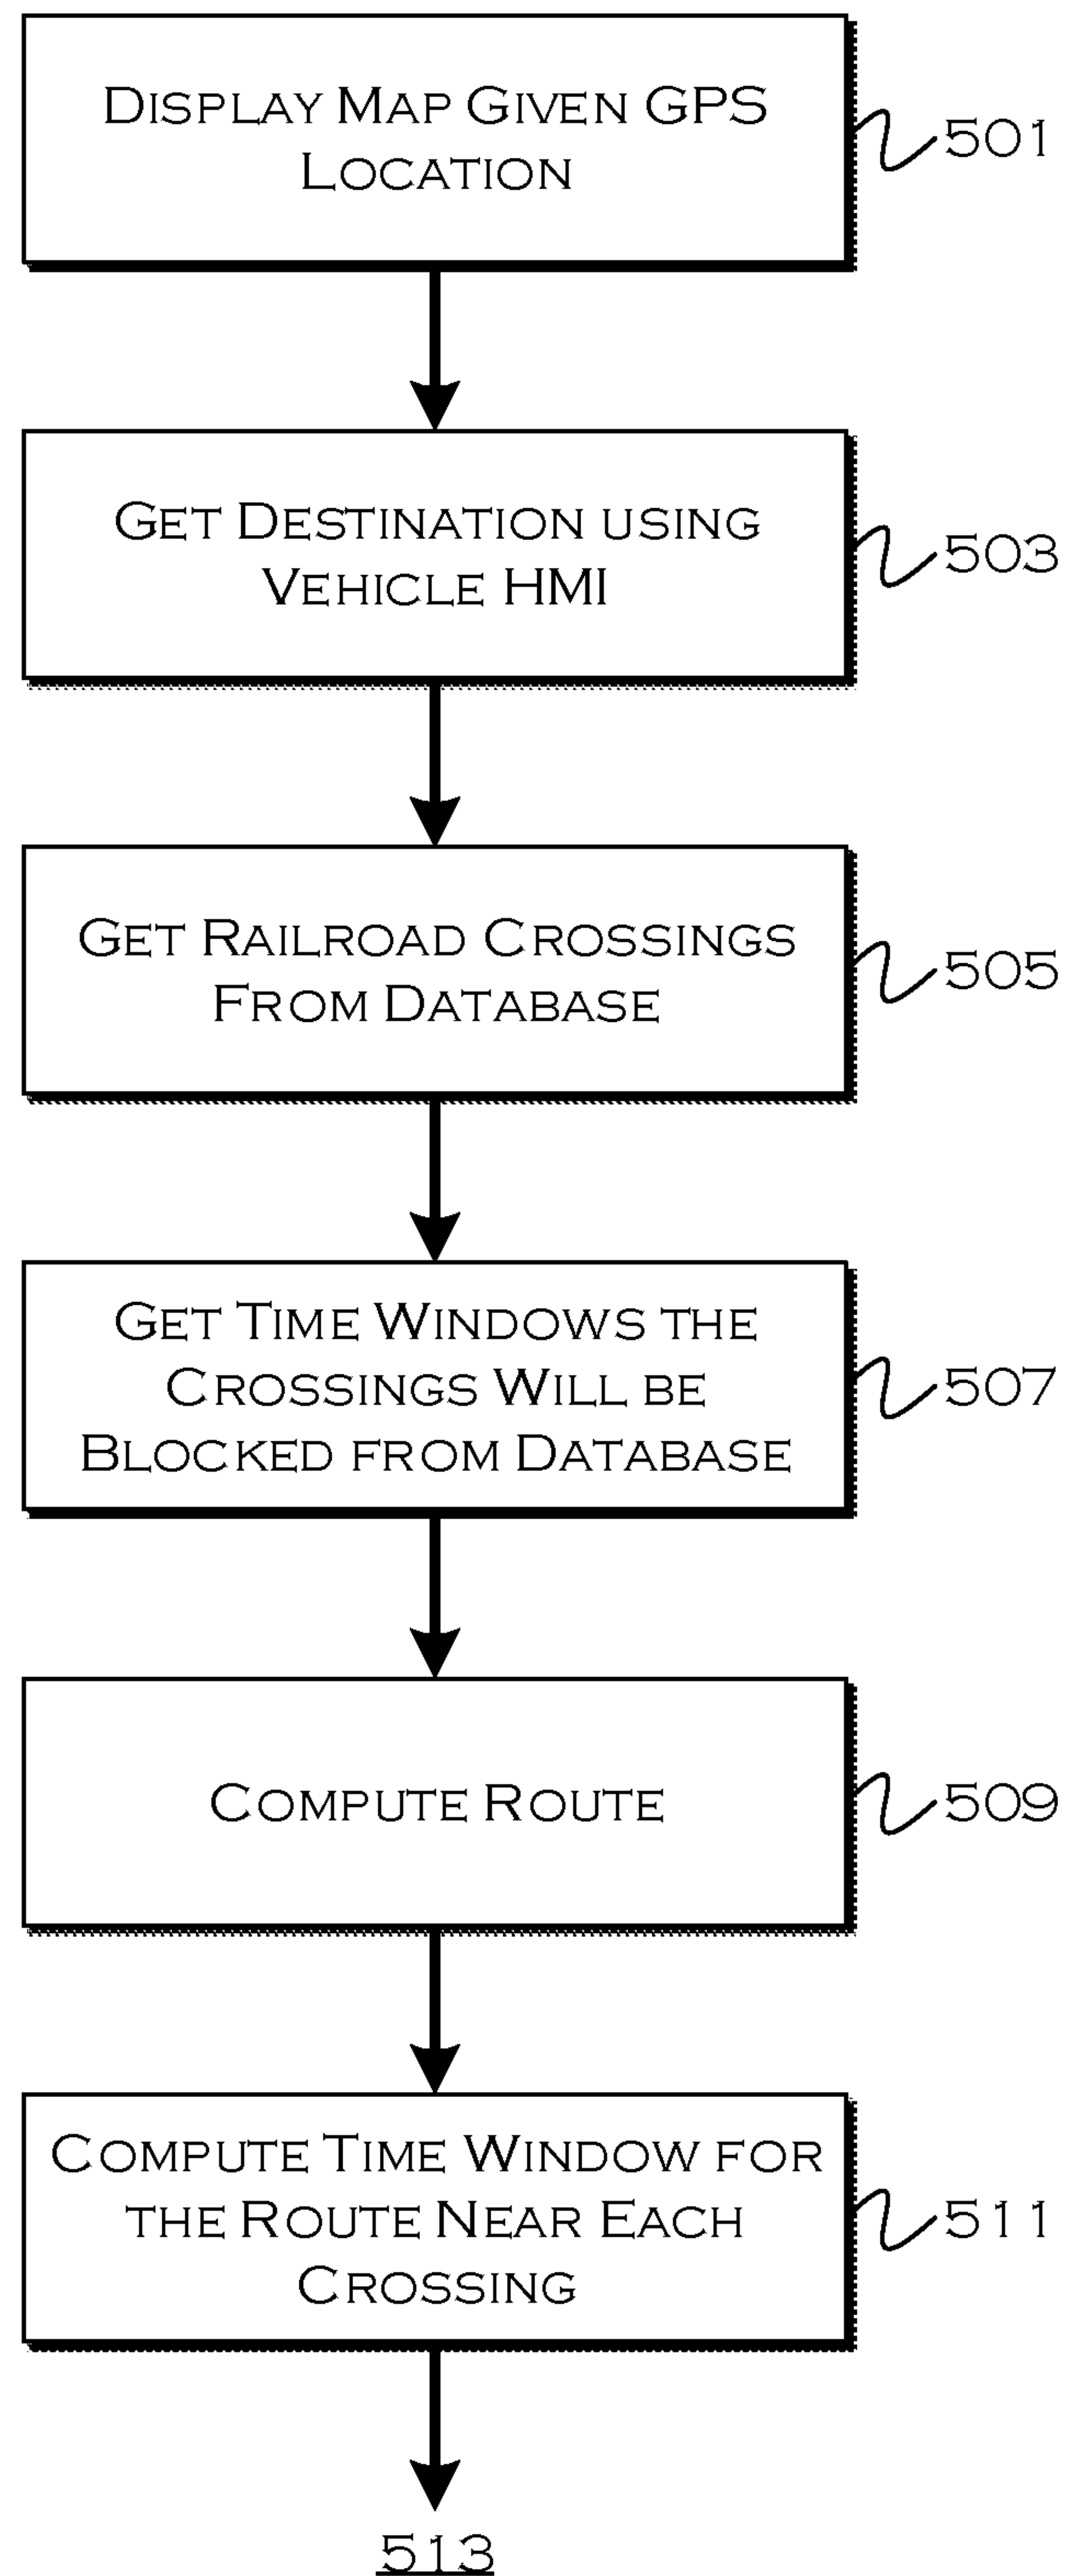 DISPLAY MAP GIVEN GPS
LOCATION
501
GET DESTINATION USING
VEHICLE HMI
503
GET RAILROAD CROSSINGS
FROM DATABASE
505
GET TIME WINDOWS THE
CROSSINGS WILL BE
BLOCKED FROM DATABASE
507
COMPUTE ROUTE
509
COMPUTE TIME WINDOW FOR
THE ROUTE NEAR EACH
CROSSING
511
513